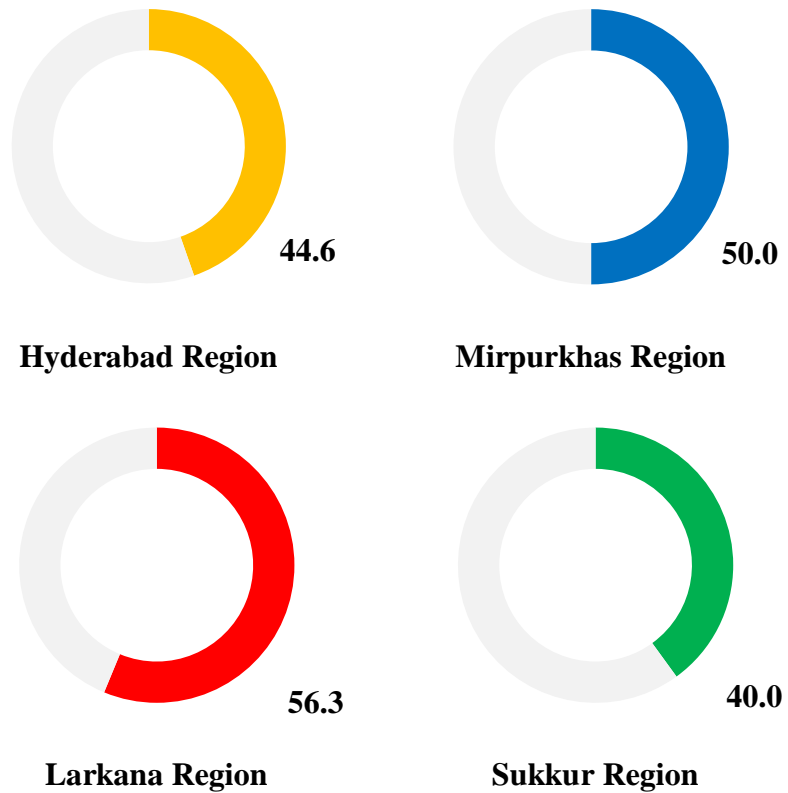 44.6
50.0
Hyderabad Region
Mirpurkhas Region
56.3
40.0
Larkana Region
Sukkur Region